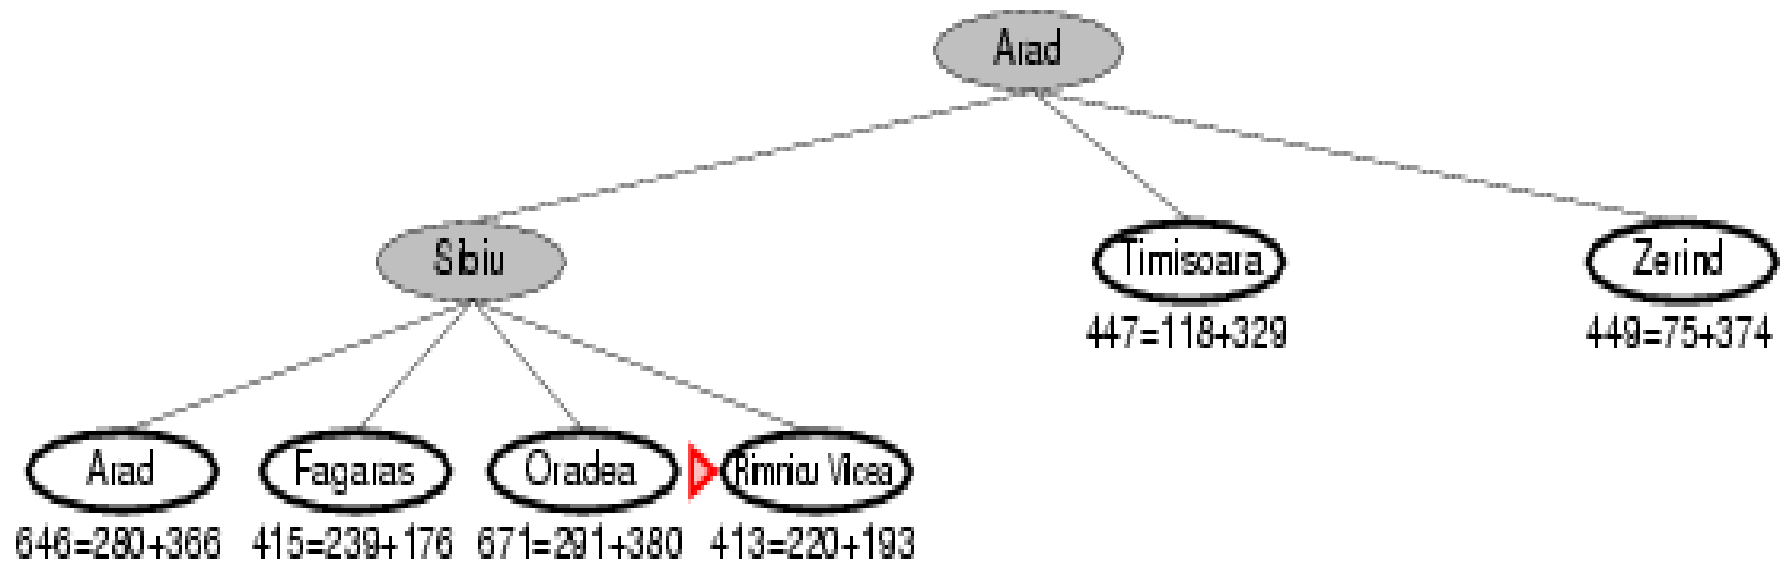 Arad
Sibiu
Timisoara
Zerind
447=118+329
449=75+374
Arad
Fagaras
Oradea
Rimnicu Vilcea
646=280+366
415=239+176
671=291+380
413=220+193